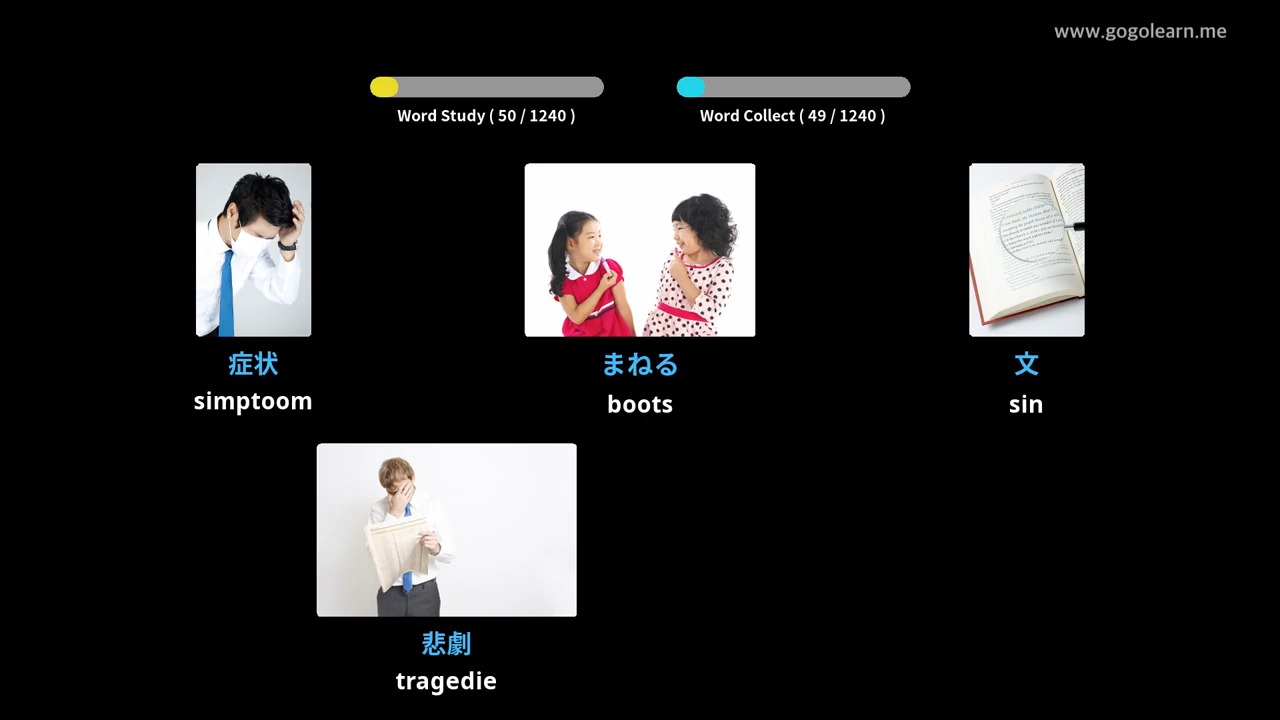 www.gogolearn.me
Word Study ( 50 / 1240 )
Word Collect ( 49 / 1240 )
症状
simptoom
まねる
boots
文
sin
悲劇
tragedie